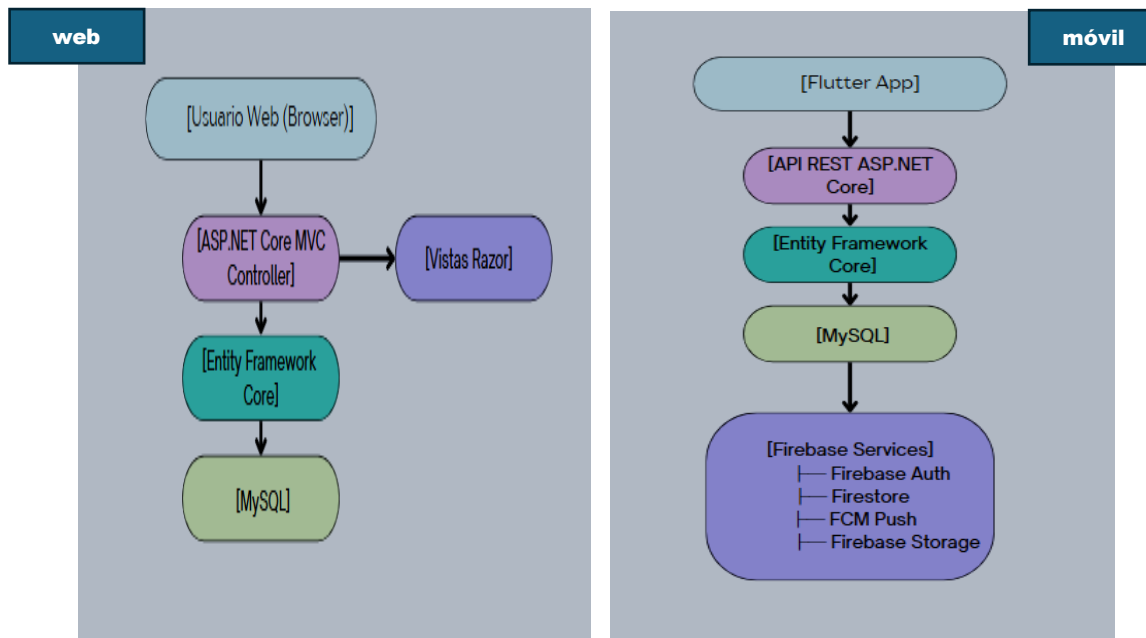 web
[Usuario Web (Browser)]
[ASP.NET Core MVC
Controller]
[Vistas Razor]
[Entity Framework
Core]
[MySQL]
móvil
[Flutter App]
[API REST ASP.NET
Core]
[Entity Framework
Core]
[MySQL]
[Firebase Services]
├── Firebase Auth
├── Firestore
├── FCM Push
├── Firebase Storage